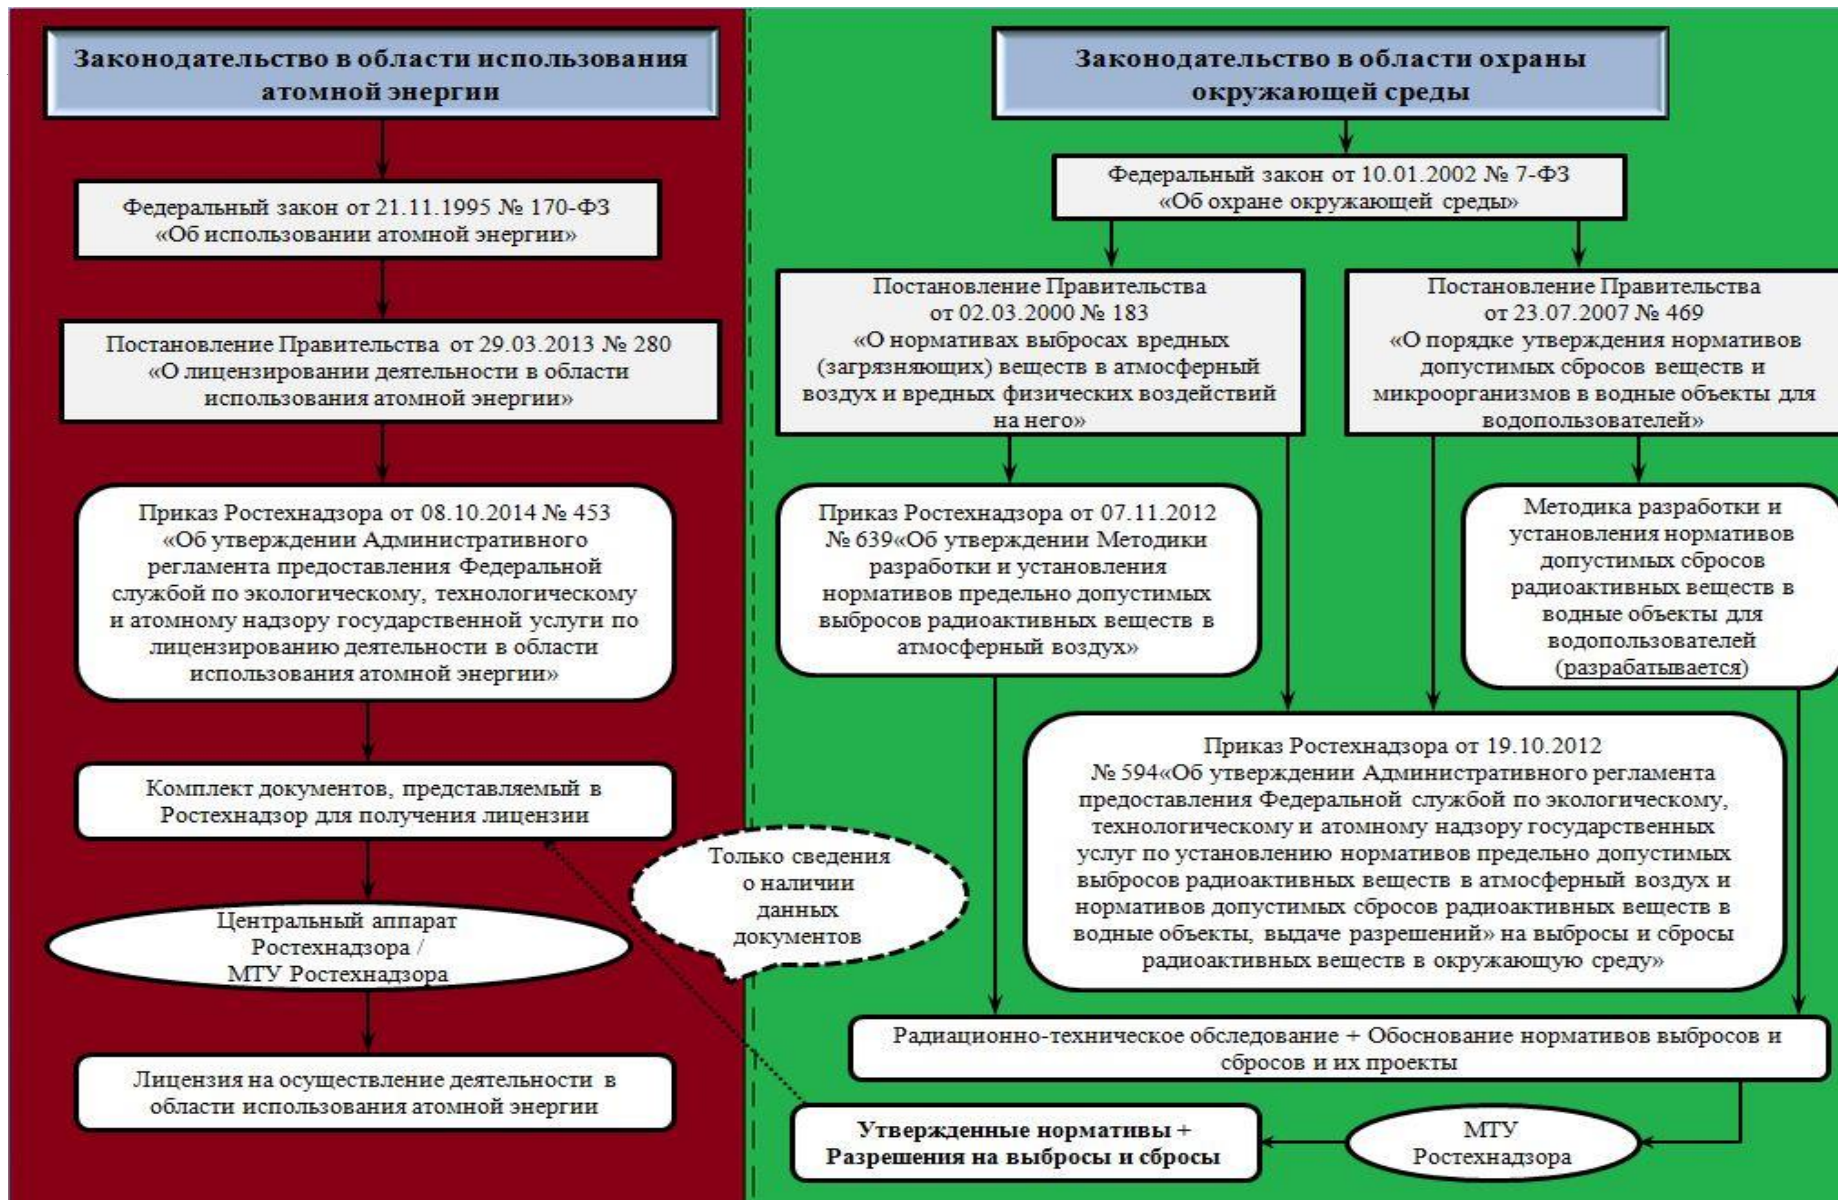 Законодательство в области использования
атомной энергии
Федеральный закон от 21.11.1995 № 170-ФЗ
«Об использовании атомной энергии»
Постановление Правительства от 29.03.2013 № 280
«О лицензировании деятельности в области
использования атомной энергии»
Приказ Ростехнадзора от 08.10.2014 № 453
«Об утверждении Административного
регламента предоставления Федеральной
службой по экологическому, технологическому
и атомному надзору государственной услуги по
лицензированию деятельности в области
использования атомной энергии»
Комплект документов, представляемый в
Ростехнадзор для получения лицензии
Центральный аппарат
Ростехнадзора /
МТУ Ростехнадзора
Лицензия на осуществление деятельности в
области использования атомной энергии
Только сведения
о наличии
данных
документов
Законодательство в области охраны
окружающей среды
Федеральный закон от 10.01.2002 № 7-ФЗ
«Об охране окружающей среды»
Постановление Правительства
от 02.03.2000 № 183
«О нормативах выбросах вредных
(загрязняющих) веществ в атмосферный
воздух и вредных физических воздействий
на него»
Постановление Правительства
от 23.07.2007 № 469
«О порядке утверждения нормативов
допустимых сбросов веществ и
микроорганизмов в водные объекты для
водопользователей»
Приказ Ростехнадзора от 07.11.2012
№ 639«Об утверждении Методики
разработки и установления
нормативов предельно допустимых
выбросов радиоактивных веществ в
атмосферный воздух»
Методика разработки и
установления нормативов
допустимых сбросов
радиоактивных веществ в
водные объекты для
водопользователей
(разрабатывается)
Приказ Ростехнадзора от 19.10.2012
№ 594«Об утверждении Административного регламента
предоставления Федеральной службой по экологическому,
технологическому и атомному надзору государственных
услуг по установлению нормативов предельно допустимых
выбросов радиоактивных веществ в атмосферный воздух и
нормативов допустимых сбросов радиоактивных веществ в
водные объекты, выдаче разрешений» на выбросы и сбросы
радиоактивных веществ в окружающую среду»
Радиационно-техническое обследование + Обоснование нормативов выбросов и
сбросов и их проекты
Утвержденные нормативы +
Разрешения на выбросы и сбросы
МТУ
Ростехнадзора